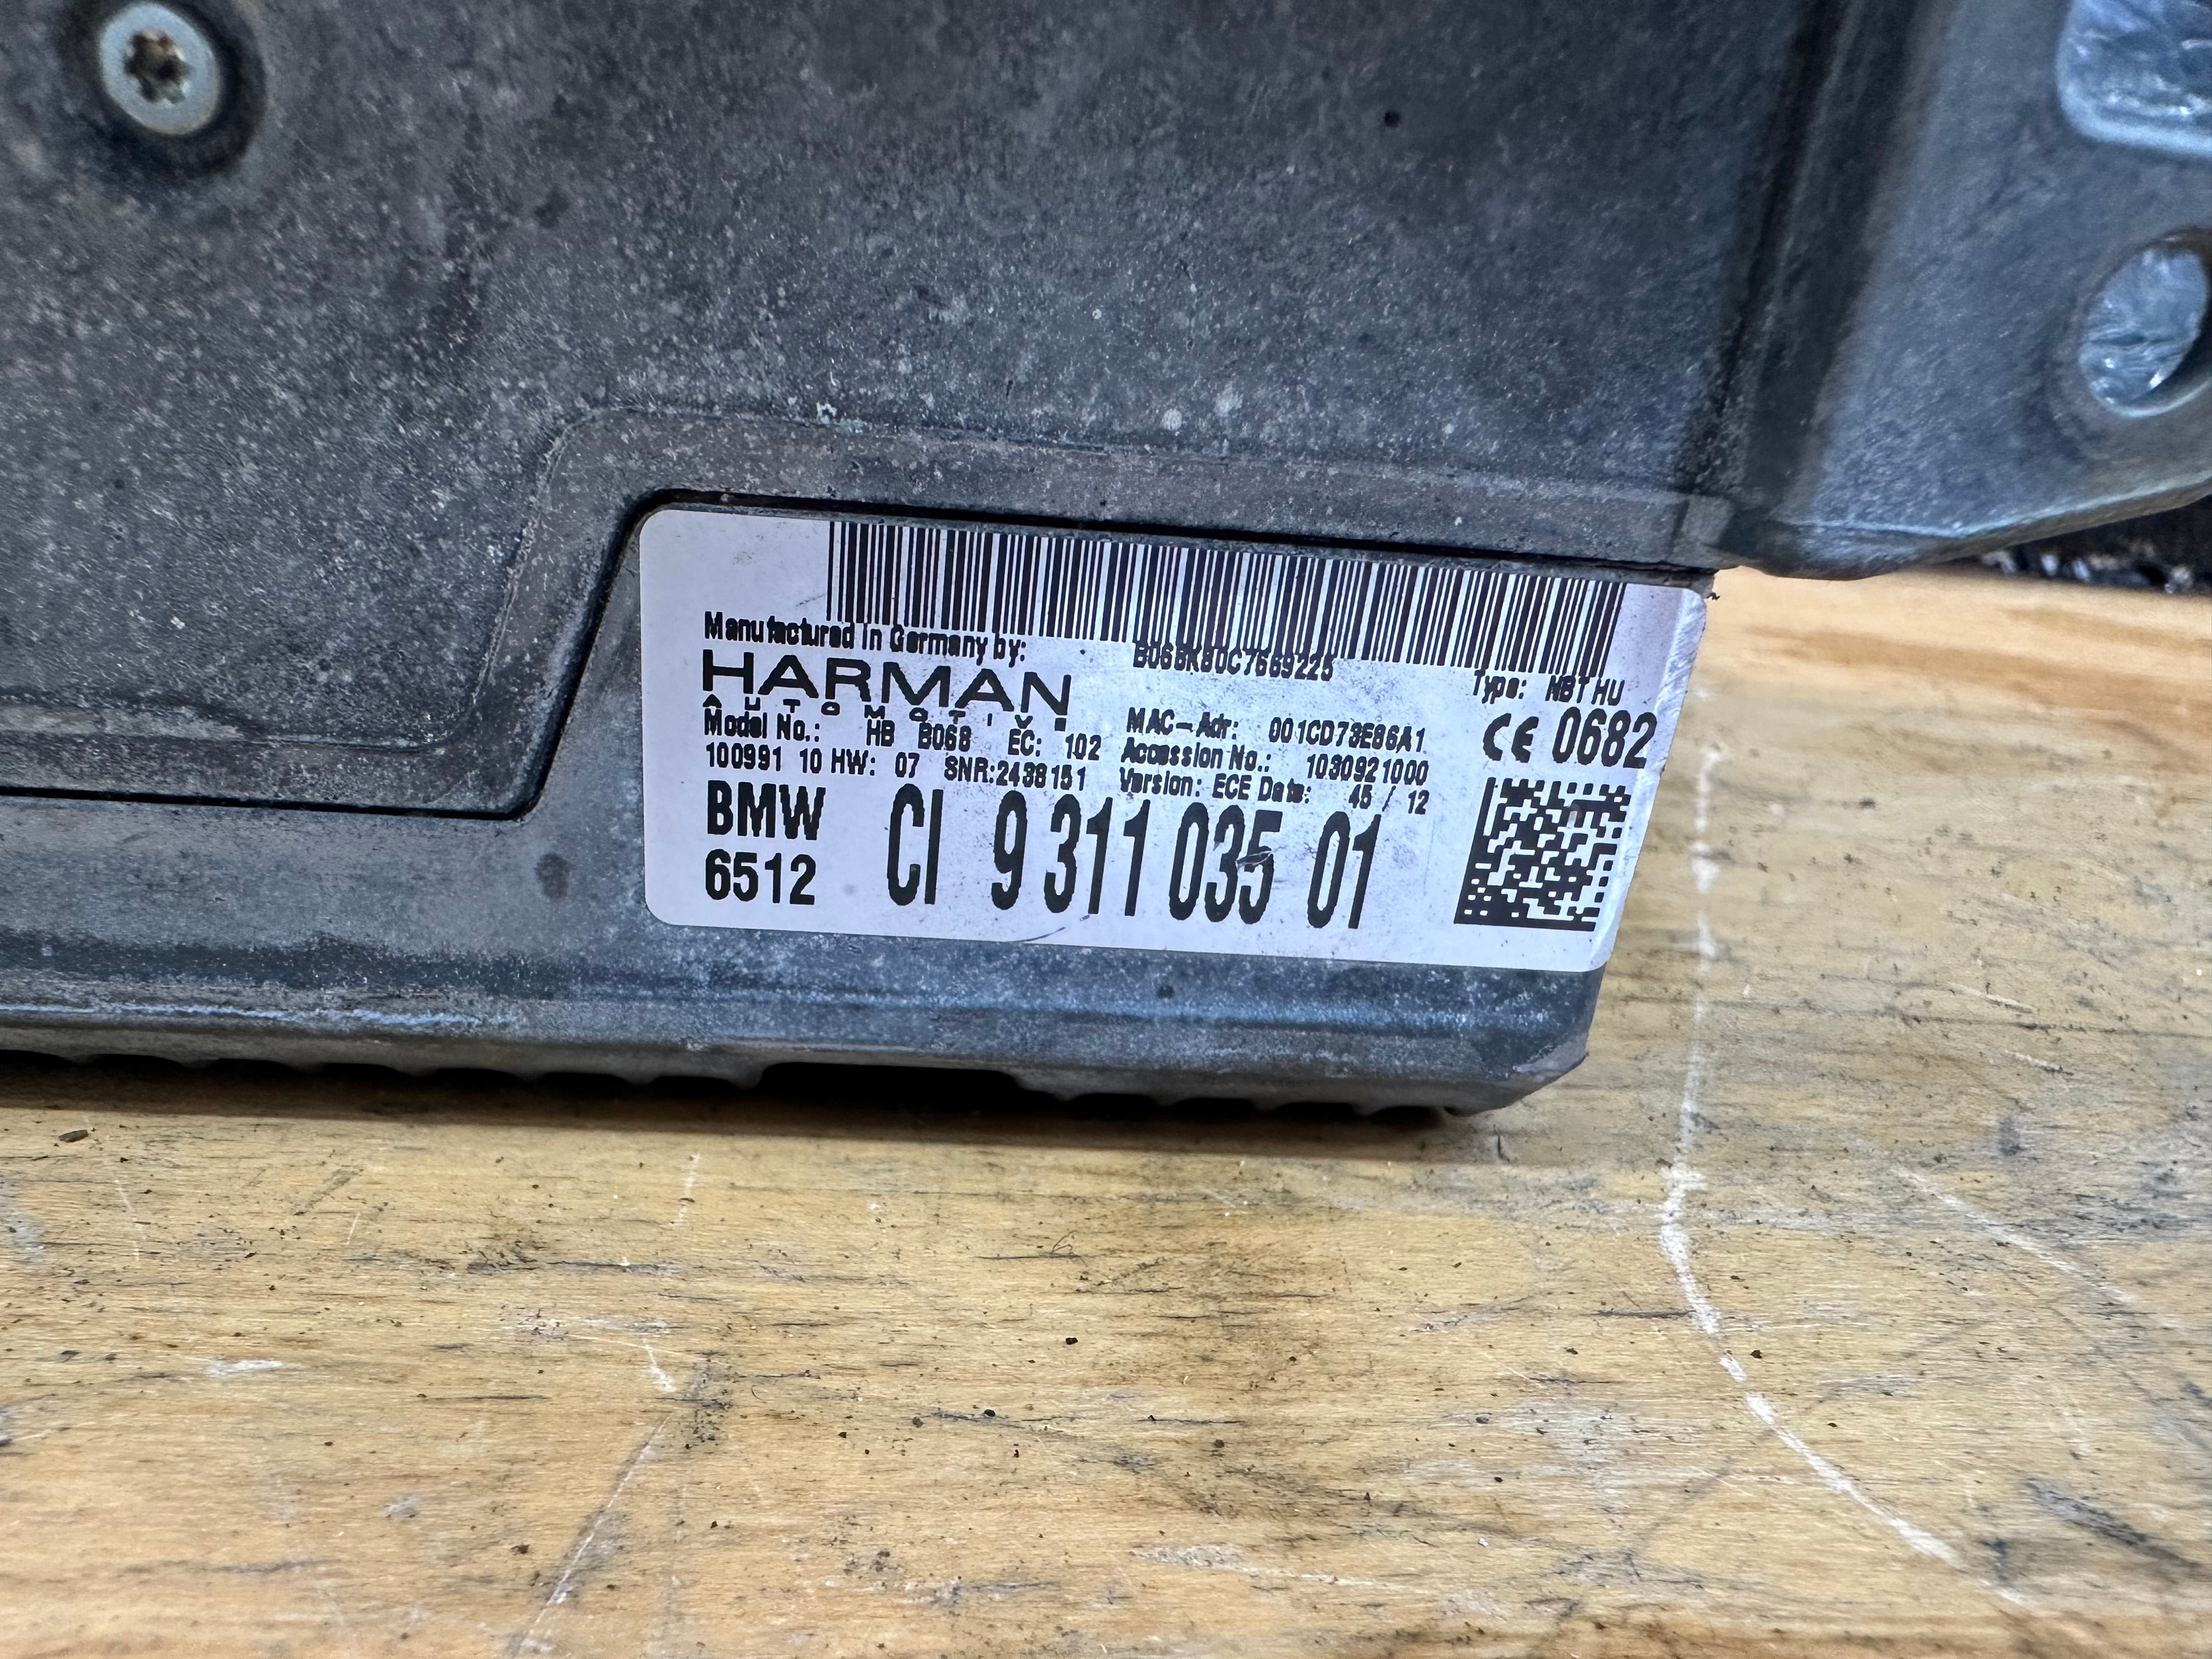 Manufactured in Germany by:
B068K80C7669225
HARMAN
AUTOMOTIVE
Type: NBT HU
Model No.: HB B068 EC: 102
MAC-Adr: 001CD73E86A1
CE 0682
100991 10 HW: 07 SNR:2438151
Accession No.: 1030921000
Version: ECE Date: 45 / 12
BMW
6512
CI 9 311 035 01